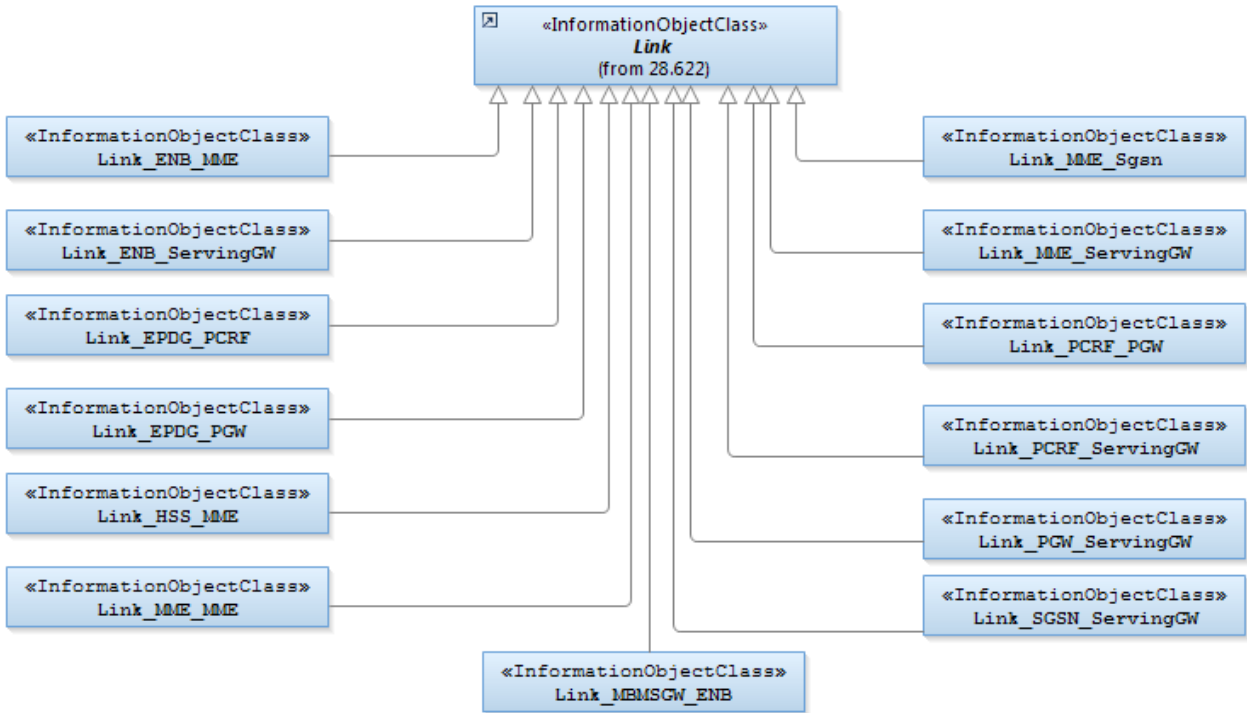 «InformationObjectClass»
Link
(from 28.622)
«InformationObjectClass»
Link_ENB_MME
«InformationObjectClass»
Link_ENB_ServingGW
«InformationObjectClass»
Link_EPDG_PCRF
«InformationObjectClass»
Link_EPDG_PGW
«InformationObjectClass»
Link_HSS_MME
«InformationObjectClass»
Link_MME_MME
«InformationObjectClass»
Link_MBMSGW_ENB
«InformationObjectClass»
Link_MME_Sgsn
«InformationObjectClass»
Link_MME_ServingGW
«InformationObjectClass»
Link_PCRF_PGW
«InformationObjectClass»
Link_PCRF_ServingGW
«InformationObjectClass»
Link_PGW_ServingGW
«InformationObjectClass»
Link_SGSN_ServingGW